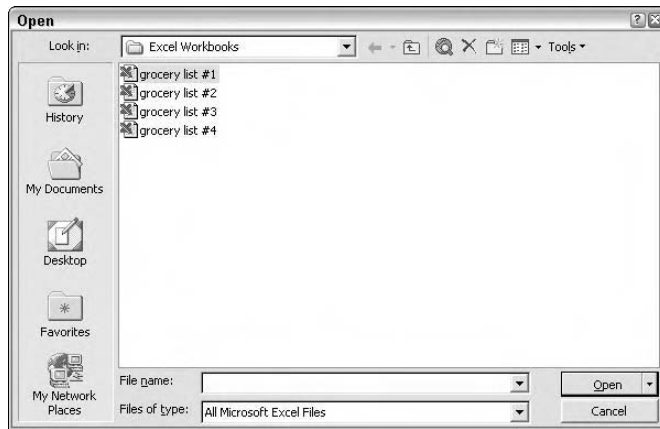 Open
Look in:
Excel Workbooks
Tools
grocery list #1
grocery list #2
grocery list #3
grocery list #4
History
My Documents
Desktop
Favorites
My Network
Places
File name:
Open
Files of type:
All Microsoft Excel Files
Cancel